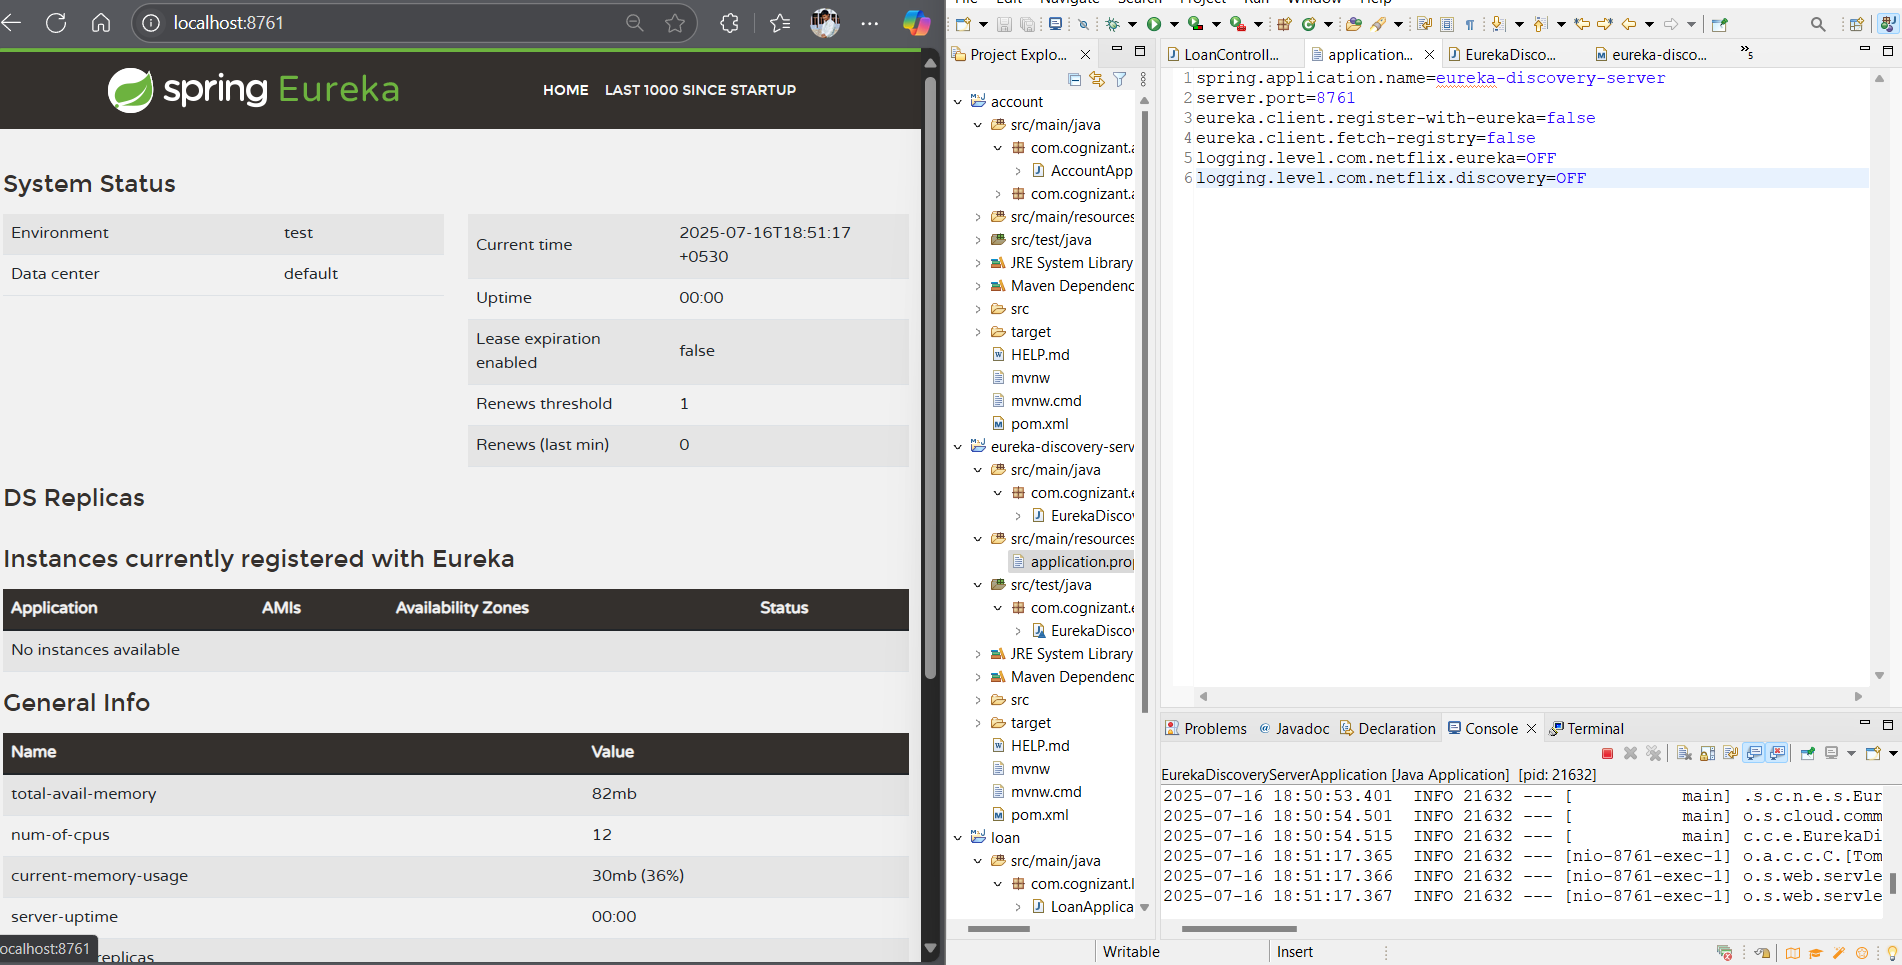 localhost:8761
spring Eureka
HOME LAST 1000 SINCE STARTUP
System Status
Environment test
Data center default
Current time 2025-07-16T18:51:17 +0530
Uptime 00:00
Lease expiration enabled false
Renews threshold 1
Renews (last min) 0
DS Replicas
Instances currently registered with Eureka
Application AMIs Availability Zones Status
No instances available
General Info
Name Value
total-avail-memory 82mb
num-of-cpus 12
current-memory-usage 30mb (36%)
server-uptime 00:00
ocalhost:8761
replicas
Project Explo...
account
src/main/java
com.cognizant.a
AccountApp
com.cognizant.a
src/main/resources
src/test/java
JRE System Library
Maven Dependenc
src
target
HELP.md
mvnw
mvnw.cmd
pom.xml
eureka-discovery-serv
src/main/java
com.cognizant.e
EurekaDiscov
src/main/resources
application.prop
src/test/java
com.cognizant.e
EurekaDiscov
JRE System Library
Maven Dependenc
src
target
HELP.md
mvnw
mvnw.cmd
pom.xml
loan
src/main/java
com.cognizant.l
LoanApplica
LoanControll... application... EurekaDisco... eureka-disco... »5
1 spring.application.name=eureka-discovery-server
2 server.port=8761
3 eureka.client.register-with-eureka=false
4 eureka.client.fetch-registry=false
5 logging.level.com.netflix.eureka=OFF
6 logging.level.com.netflix.discovery=OFF
Problems Javadoc Declaration Console Terminal
EurekaDiscoveryServerApplication [Java Application] [pid: 21632]
2025-07-16 18:50:53.401 INFO 21632 --- [ main] .s.c.n.e.s.Eur
2025-07-16 18:50:54.501 INFO 21632 --- [ main] o.s.cloud.comm
2025-07-16 18:50:54.515 INFO 21632 --- [ main] c.c.e.EurekaDi
2025-07-16 18:51:17.365 INFO 21632 --- [nio-8761-exec-1] o.a.c.c.C.[Tom
2025-07-16 18:51:17.366 INFO 21632 --- [nio-8761-exec-1] o.s.web.servle
2025-07-16 18:51:17.367 INFO 21632 --- [nio-8761-exec-1] o.s.web.servle
Writable Insert